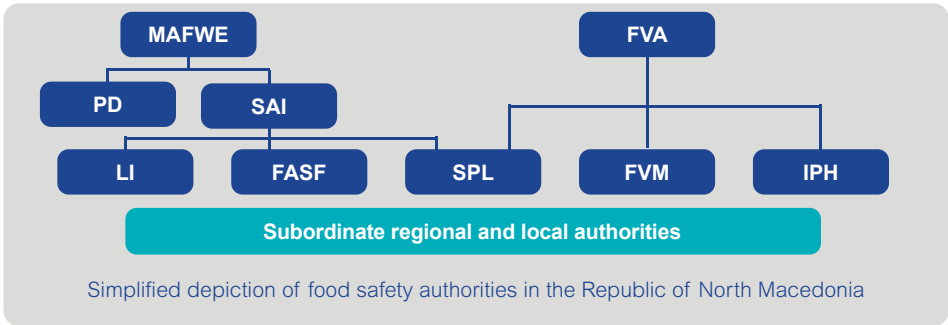 MAFWE
FVA
PD
SAI
LI
FASF
SPL
FVM
IPH
Subordinate regional and local authorities
Simplified depiction of food safety authorities in the Republic of North Macedonia